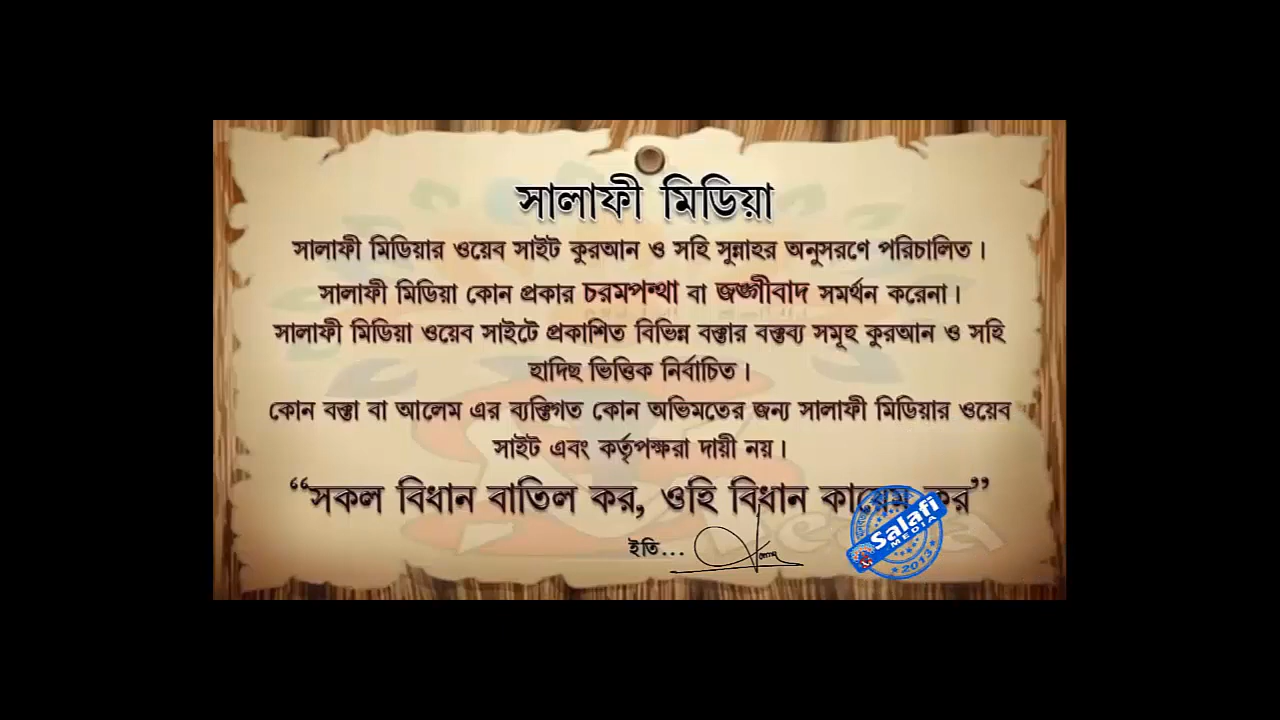 সালাফী মিডিয়া
সালাফী মিডিয়ার ওয়েব সাইট কুরআন ও সহি সুন্নাহর অনুসরণে পরিচালিত।
সালাফী মিডিয়া কোন প্রকার চরমপন্থা বা জঙ্গীবাদ সমর্থন করেনা।
সালাফী মিডিয়া ওয়েব সাইটে প্রকাশিত বিভিন্ন বক্তার বক্তব্য সমূহ কুরআন ও সহি
হাদিছ ভিত্তিক নির্বাচিত।
কোন বক্তা বা আলেম এর ব্যক্তিগত কোন অভিমতের জন্য সালাফী মিডিয়ার ওয়েব
সাইট এবং কর্তৃপক্ষরা দায়ী নয়।
“সকল বিধান বাতিল কর, ওহি বিধান কায়েম কর”
ইতি...
Salafi
MEDIA
2013